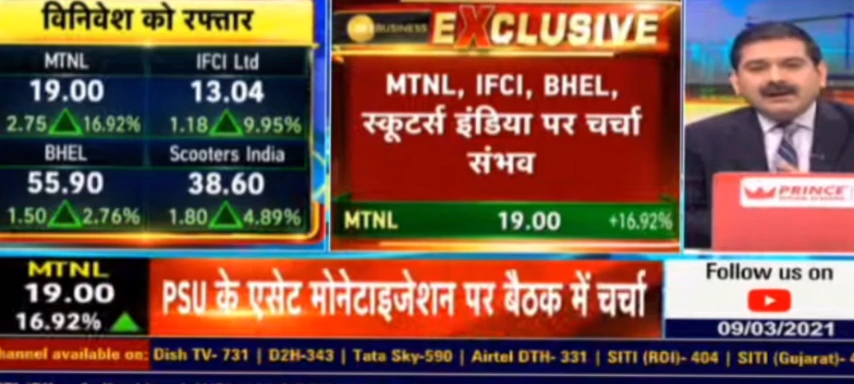 विनिवेश को रफ्तार
MTNL
19.00
2.75 16.92%
IFCI Ltd
13.04
1.18 9.95%
BHEL
55.90
1.50 2.76%
Scooters India
38.60
1.80 4.89%
BUSINESS
EXCLUSIVE
MTNL, IFCI, BHEL,
स्कूटर्स इंडिया पर चर्चा
संभव
MTNL 19.00 +16.92%
PRINCE
MTNL
19.00
16.92%
PSU के एसेट मोनेटाइजेशन पर बैठक में चर्चा
Follow us on
09/03/2021
hannel available on: Dish TV- 731 | D2H-343 | Tata Sky-590 | Airtel DTH- 331 | SITI (ROI)- 404 | SITI (Gujarat)- 4